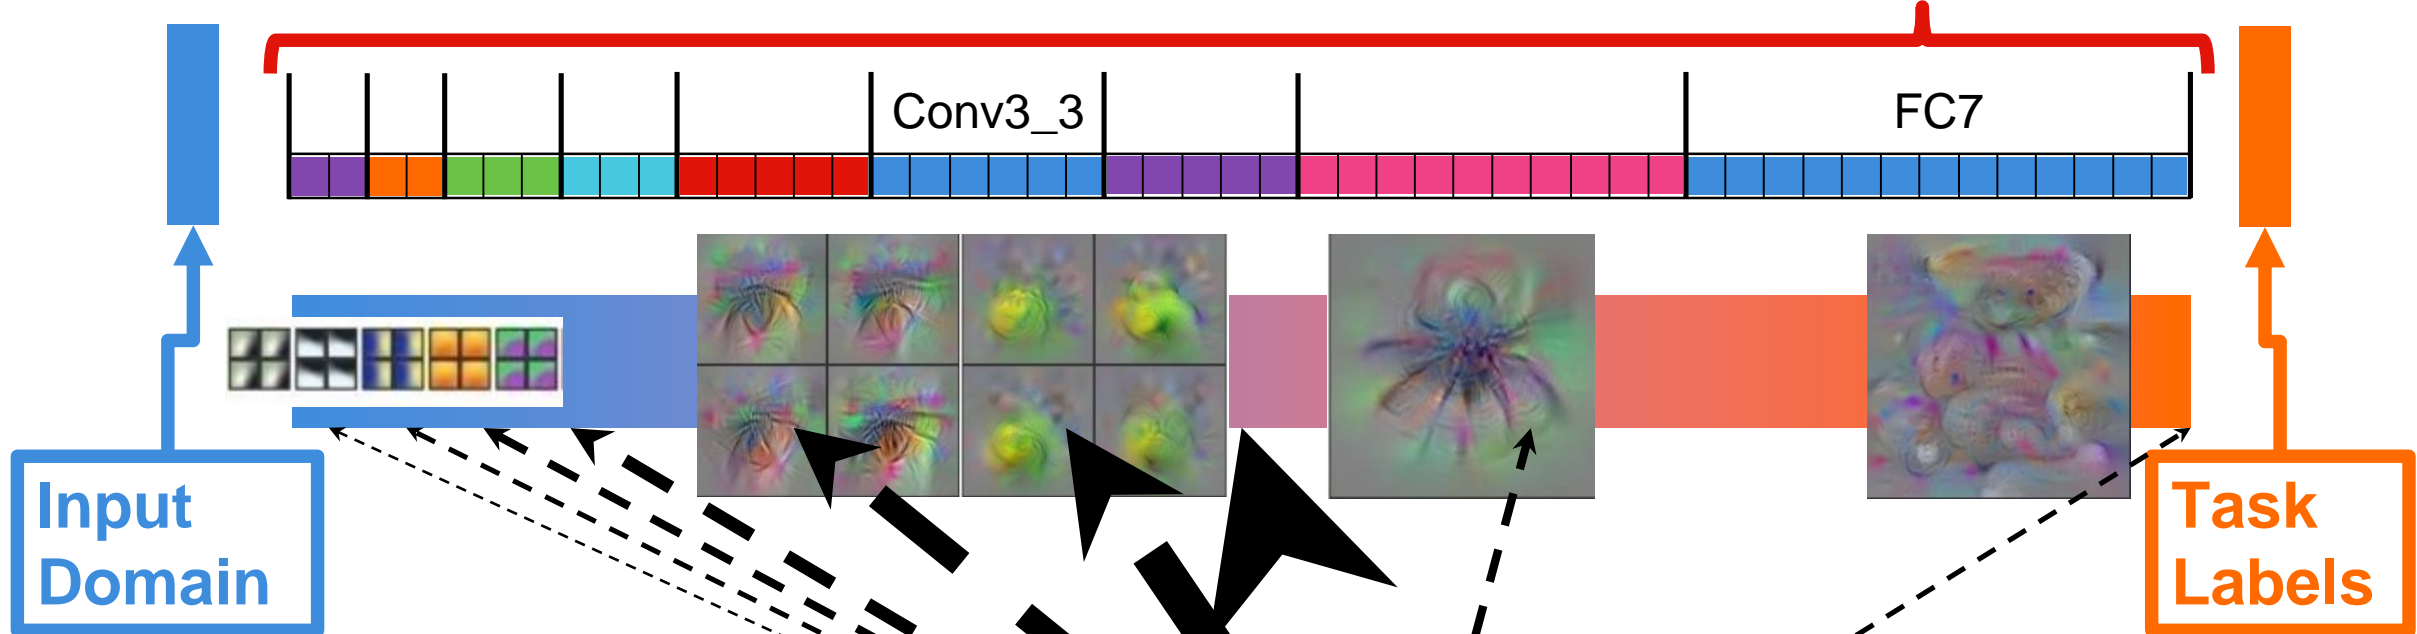 Conv3_3
FC7
Input
Domain
Task
Labels